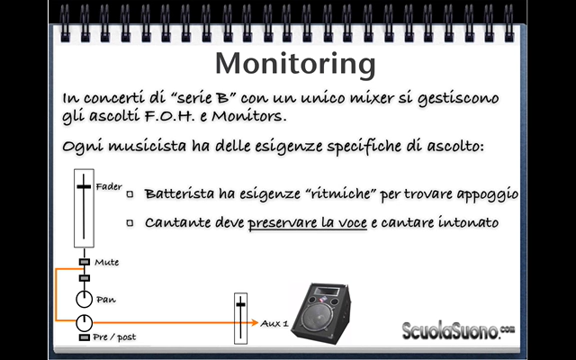 Monitoring
In concerti di "serie B" con un unico mixer si gestiscono
gli ascolti F.O.H. e Monitors.
Ogni musicista ha delle esigenze specifiche di ascolto:
Fader
Batterista ha esigenze "ritmiche" per trovare appoggio
Cantante deve preservare la voce e cantare intonato
Mute
Pan
Aux 1
Pre / post
ScuolaSuono.com